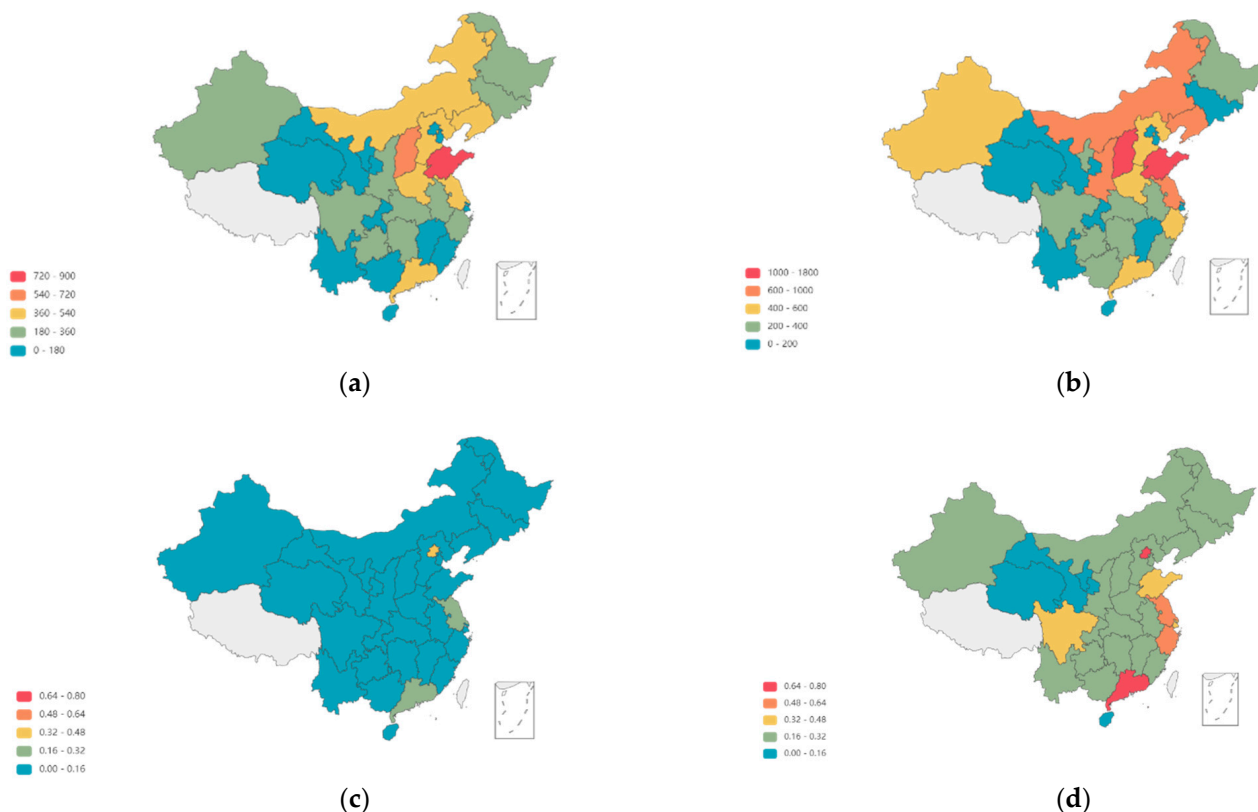 720 - 900
540 - 720
360 - 540
180 - 360
0 - 180
(a)
1000 - 1800
600 - 1000
400 - 600
200 - 400
0 - 200
(b)
0.64 - 0.80
0.48 - 0.64
0.32 - 0.48
0.16 - 0.32
0.00 - 0.16
(c)
0.64 - 0.80
0.48 - 0.64
0.32 - 0.48
0.16 - 0.32
0.00 - 0.16
(d)